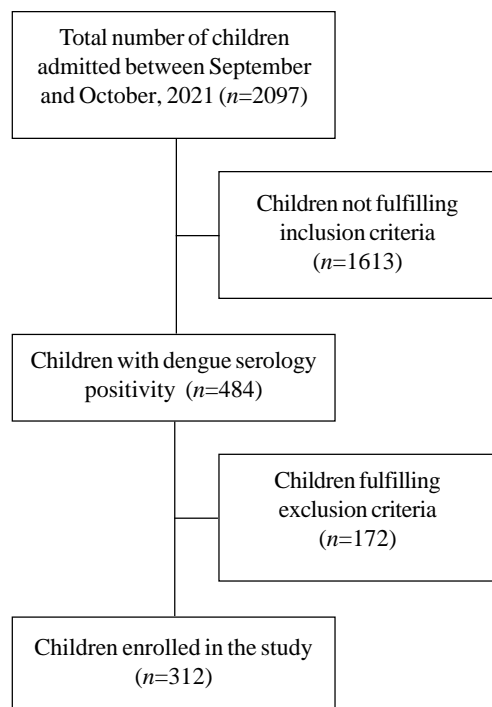 Total number of children
admitted between September
and October, 2021 (n=2097)
Children not fulfilling
inclusion criteria
(n=1613)
Children with dengue serology
positivity (n=484)
Children fulfilling
exclusion criteria
(n=172)
Children enrolled in the study
(n=312)